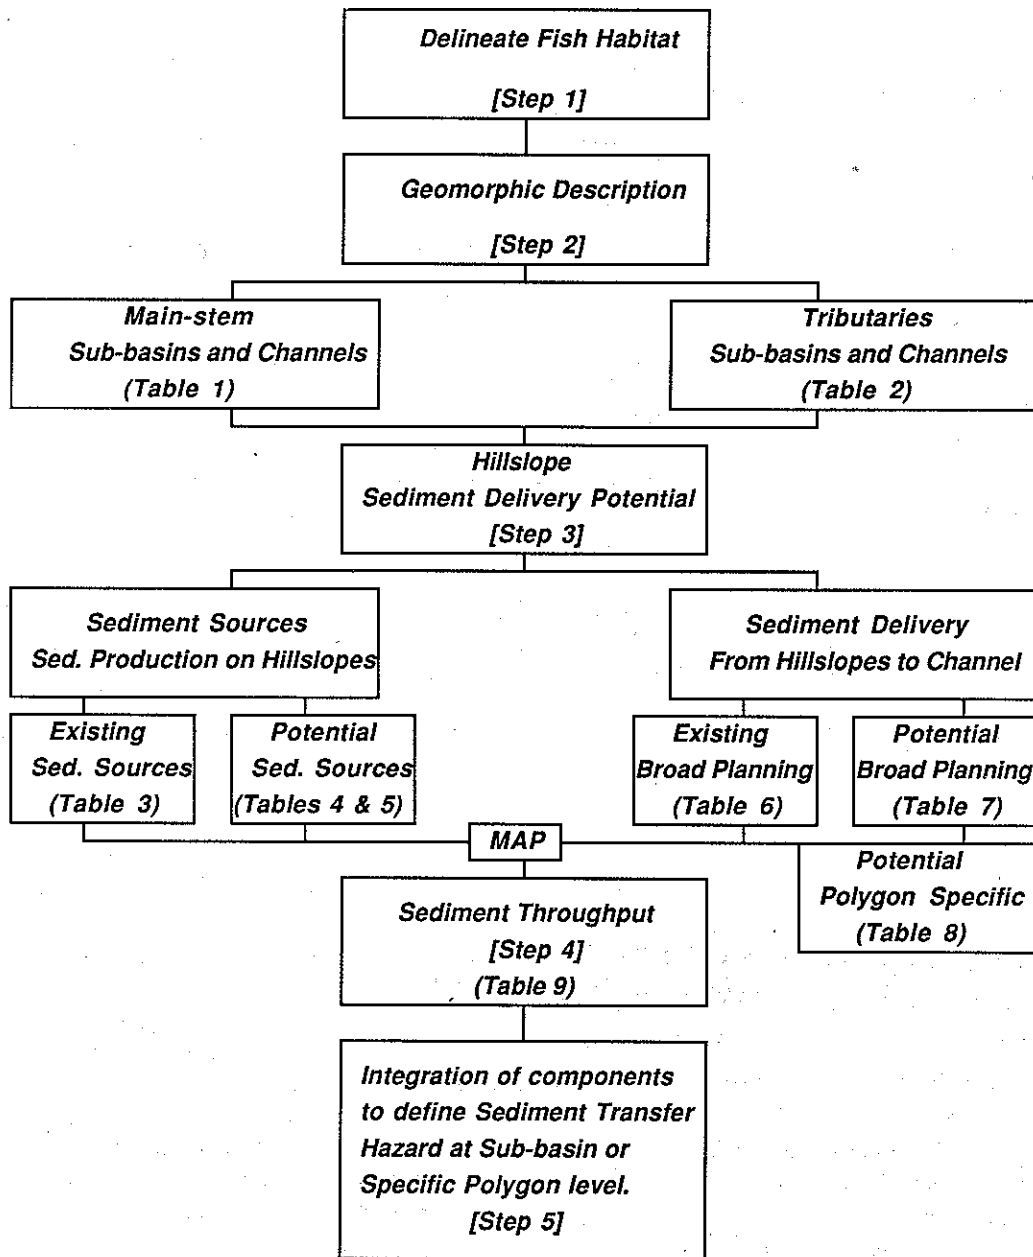 Delineate Fish Habitat
[Step 1]
Geomorphic Description
[Step 2]
Main-stem
Sub-basins and Channels
(Table 1)
Tributaries
Sub-basins and Channels
(Table 2)
Hillslope
Sediment Delivery Potential
[Step 3]
Sediment Sources
Sed. Production on Hillslopes
Sediment Delivery
From Hillslopes to Channel
Existing
Sed. Sources
(Table 3)
Potential
Sed. Sources
(Tables 4 & 5)
Existing
Broad Planning
(Table 6)
Potential
Broad Planning
(Table 7)
MAP
Potential
Polygon Specific
(Table 8)
Sediment Throughput
[Step 4]
(Table 9)
Integration of components
to define Sediment Transfer
Hazard at Sub-basin or
Specific Polygon level.
[Step 5]